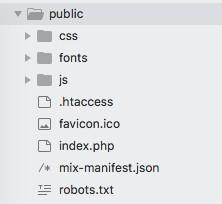 public
css
fonts
js
.htaccess
favicon.ico
index.php
/* mix-manifest.json
robots.txt